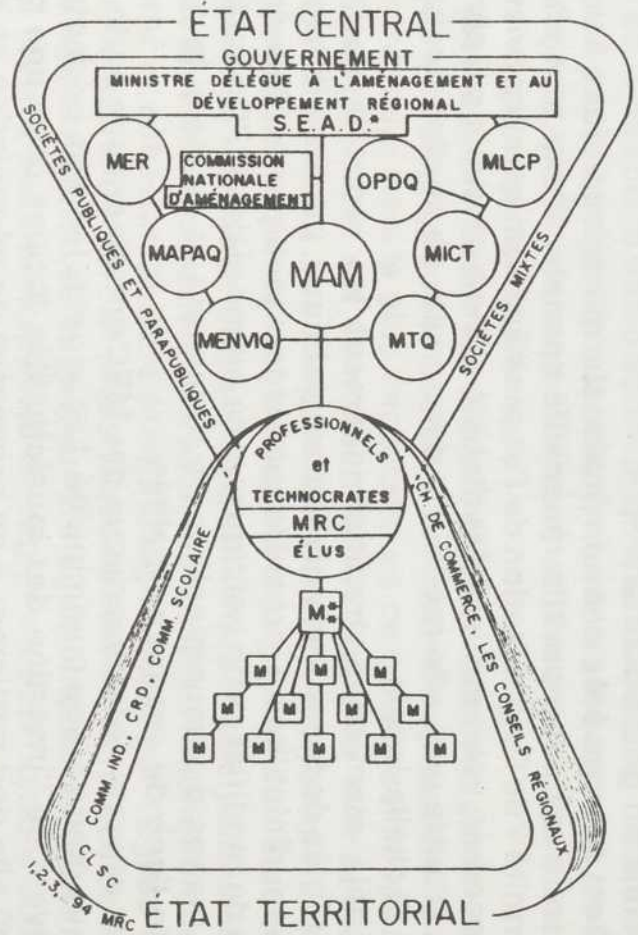 ÉTAT CENTRAL
GOUVERNEMENT
MINISTRE DÉLÉGUÉ À L'AMÉNAGEMENT ET AU
DÉVELOPPEMENT RÉGIONAL
S.E.A.D.*
SOCIÉTÉS PUBLIQUES ET PARAPUBLIQUES
SOCIÉTÉS MIXTES
MER
COMMISSION
NATIONALE
D'AMÉNAGEMENT
OPDQ
MLCP
MAPAQ
MAM
MICT
MENVIQ
MTQ
PROFESSIONNELS
et
TECHNOCRATES
MRC
ÉLUS
COMM. IND., CRD, COMM. SCOLAIRE
CLSC
CH. DE COMMERCE, LES CONSEILS RÉGIONAUX
M**
M M M
M M M M
M M M M M
1,2,3, 94 MRC
ÉTAT TERRITORIAL